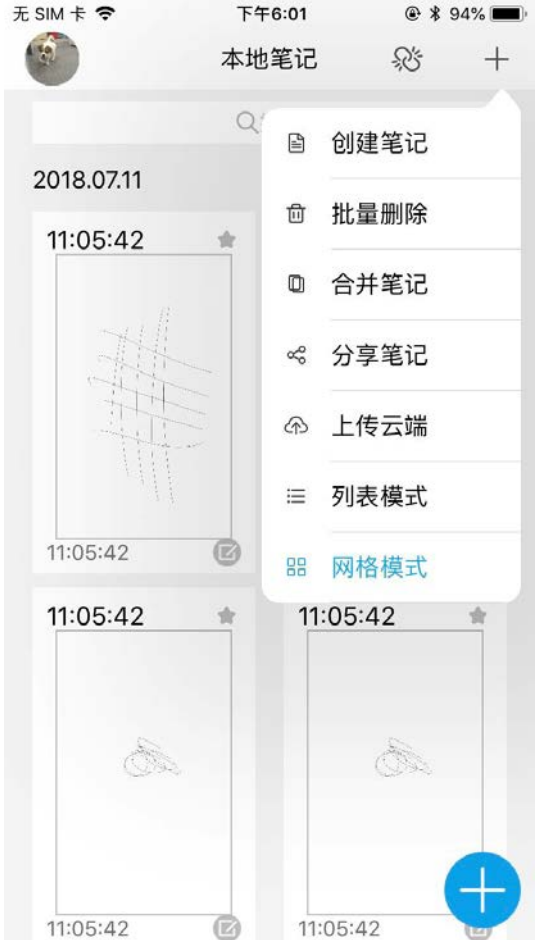 无 SIM 卡 下午6:01 94%
本地笔记
创建笔记
2018.07.11
批量删除
11:05:42
合并笔记
分享笔记
上传云端
列表模式
11:05:42
网格模式
11:05:42 11:05:42
11:05:42 11:05:42